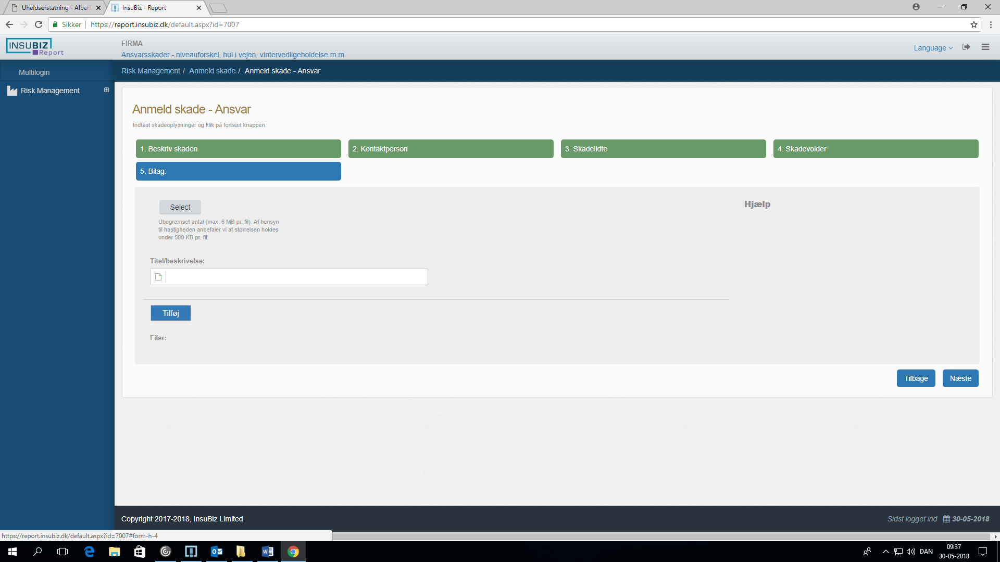 Uheldserstatning - Albert
InsuBiz - Report
Sikker
https://report.insubiz.dk/default.aspx?id=7007
INSUBIZ
Report
FIRMA
Ansvarsskader - niveauforskel, hul i vejen, vintervedligeholdelse m.m.
Language
Multilogin
Risk Management / Anmeld skade / Anmeld skade - Ansvar
Risk Management
Anmeld skade - Ansvar
Indtast skadeoplysninger og klik på fortsæt knappen.
1. Beskriv skaden
2. Kontaktperson
3. Skadelidte
4. Skadevolder
5. Bilag:
Select
Hjælp
Ubegrænset antal (max. 6 MB pr. fil). Af hensyn
til hastigheden anbefaler vi at størrelsen holdes
under 500 KB pr. fil.
Titel/beskrivelse:
Tilføj
Filer:
Tilbage
Næste
Copyright 2017-2018, InsuBiz Limited
Sidst logget ind 30-05-2018
https://report.insubiz.dk/default.aspx?id=7007#form-h-4
DAN
09:37
30-05-2018